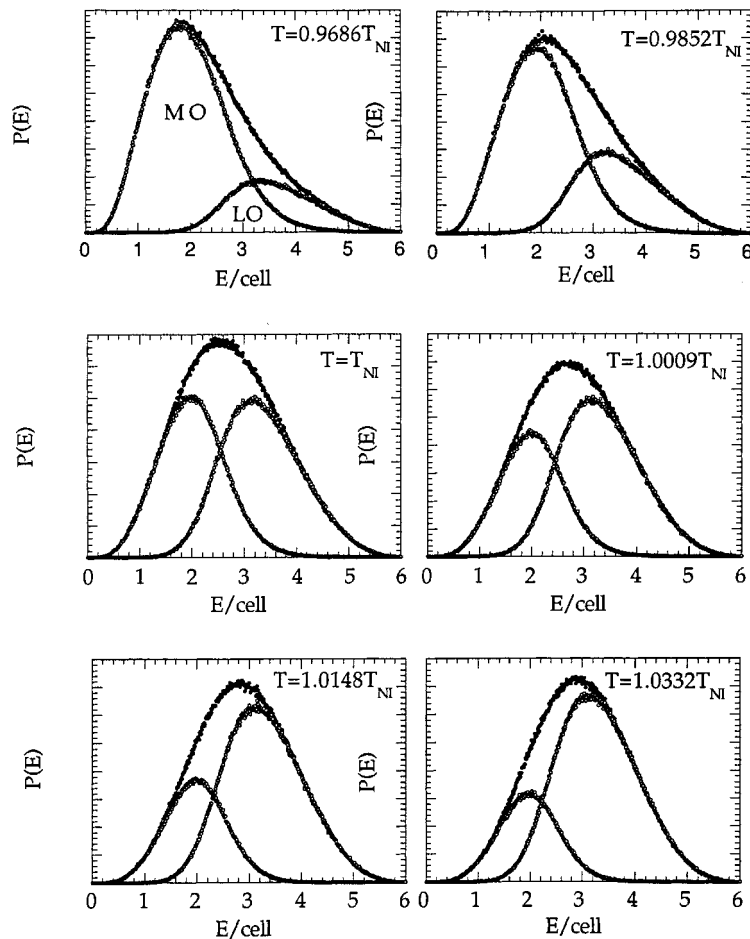 T=0.9686T_NI
P(E)
MO
LO
0 1 2 3 4 5 6
E/cell
T=0.9852T_NI
P(E)
0 1 2 3 4 5 6
E/cell
T=T_NI
P(E)
0 1 2 3 4 5 6
E/cell
T=1.0009T_NI
P(E)
0 1 2 3 4 5 6
E/cell
T=1.0148T_NI
P(E)
0 1 2 3 4 5 6
E/cell
T=1.0332T_NI
P(E)
0 1 2 3 4 5 6
E/cell